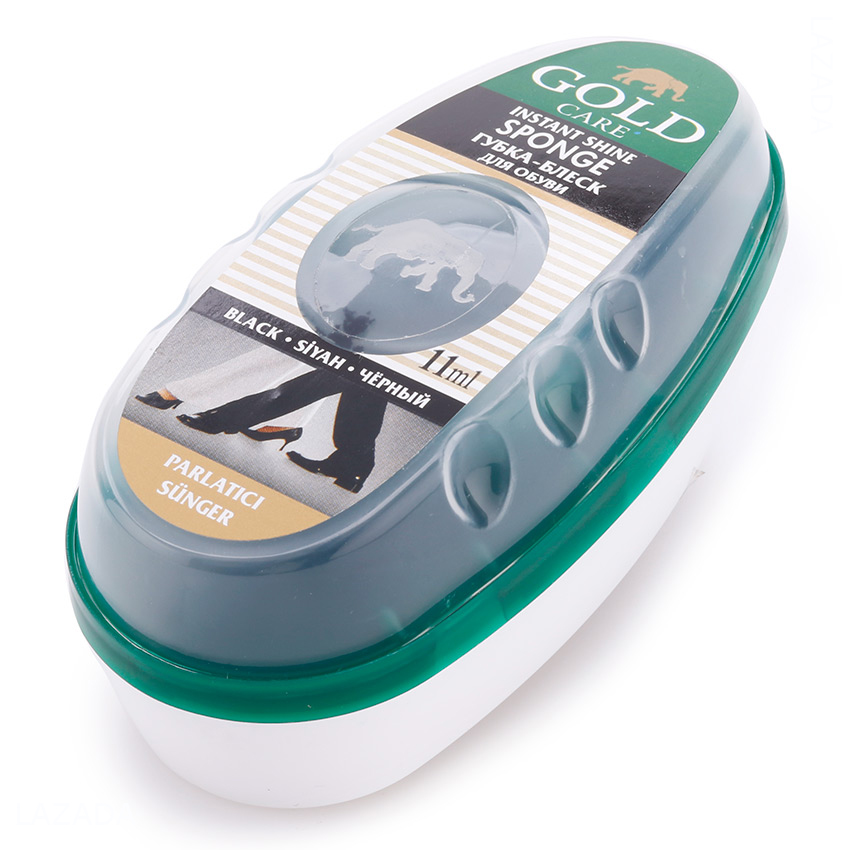 GOLD
CARE
INSTANT SHINE
SPONGE
ГУБКА-БЛЕСК
ДЛЯ ОБУВИ
11ml
BLACK • SİYAH • ЧЁРНЫЙ
PARLATICI
SÜNGER